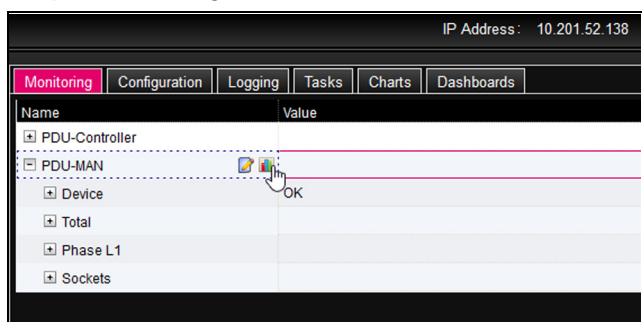 IP Address: 10.201.52.138
Monitoring Configuration Logging Tasks Charts Dashboards
Name Value
PDU-Controller
PDU-MAN
Device OK
Total
Phase L1
Sockets